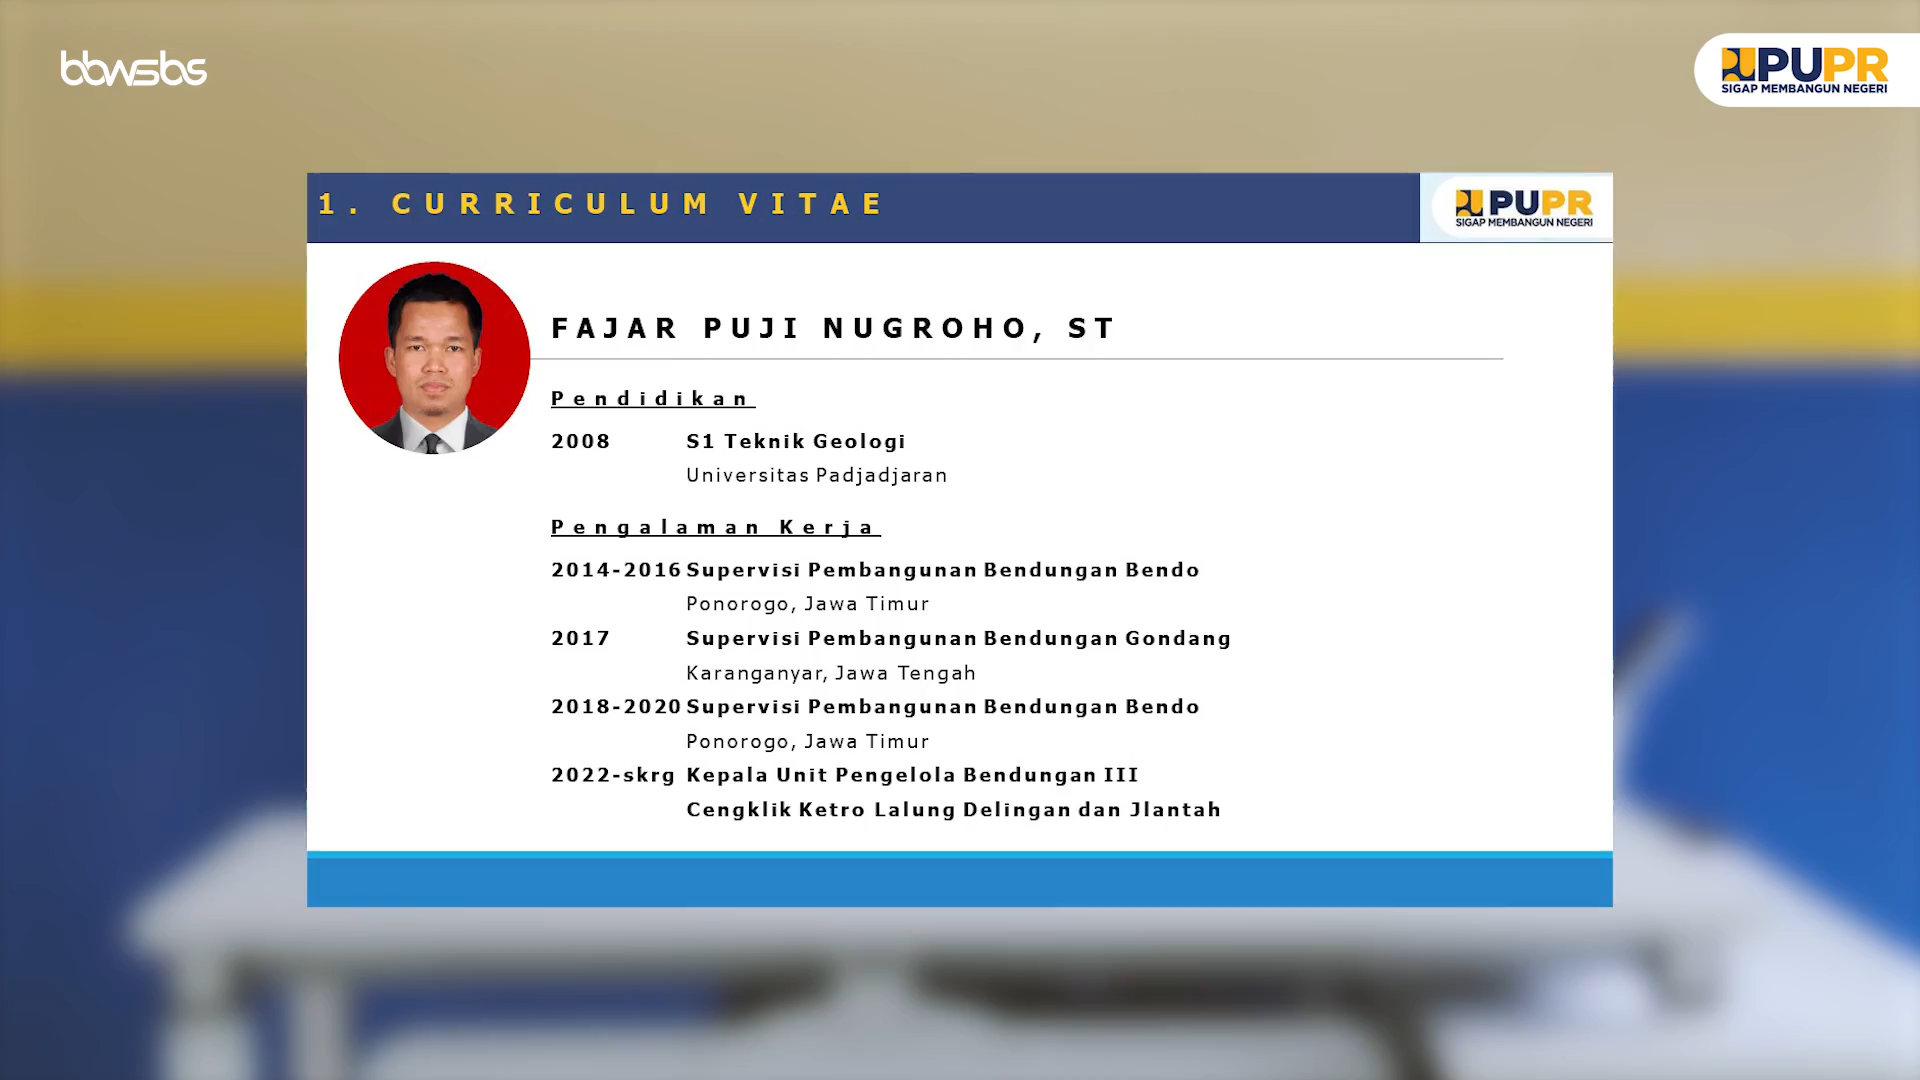 bbwsbs
PUPR
SIGAP MEMBANGUN NEGERI
1. CURRICULUM VITAE
PUPR
SIGAP MEMBANGUN NEGERI
FAJAR PUJI NUGROHO, ST
Pendidikan
2008 S1 Teknik Geologi
Universitas Padjadjaran
Pengalaman Kerja
2014-2016 Supervisi Pembangunan Bendungan Bendo
Ponorogo, Jawa Timur
2017 Supervisi Pembangunan Bendungan Gondang
Karanganyar, Jawa Tengah
2018-2020 Supervisi Pembangunan Bendungan Bendo
Ponorogo, Jawa Timur
2022-skrg Kepala Unit Pengelola Bendungan III
Cengklik Ketro Lalung Delingan dan Jlantah